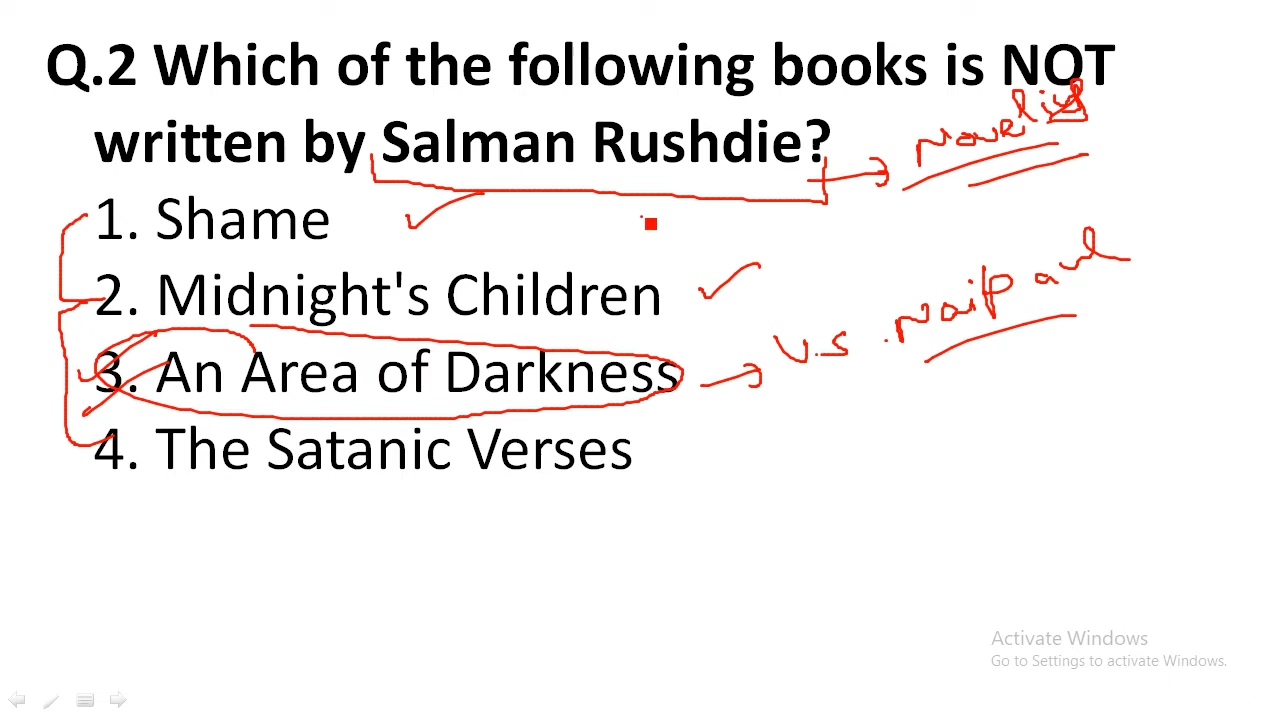 Q.2 Which of the following books is NOT
written by Salman Rushdie?
Novelist
1. Shame
2. Midnight's Children
3. An Area of Darkness
V.S. Naipaul
4. The Satanic Verses
Activate Windows
Go to Settings to activate Windows.